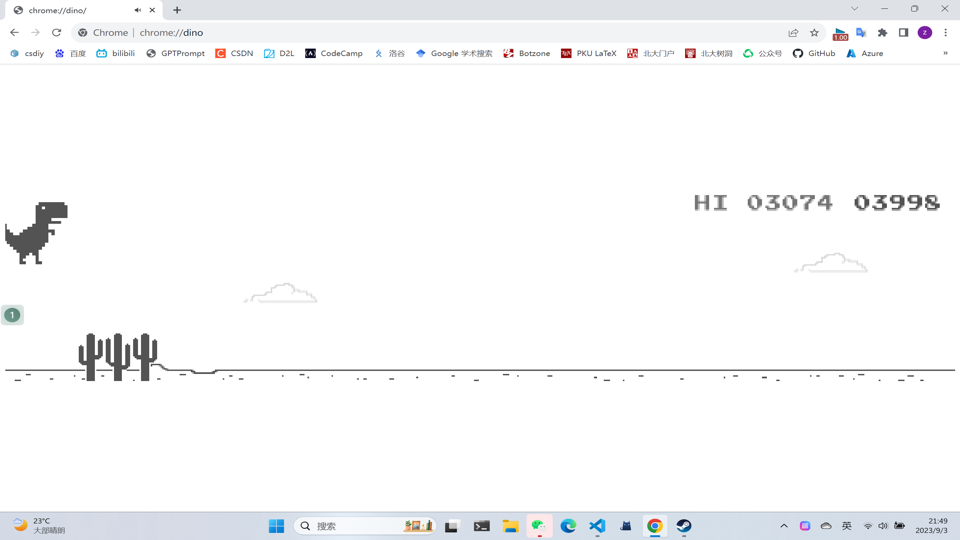 chrome://dino/
Chrome | chrome://dino
1.00
z
csdiy 百度 bilibili GPTPrompt CSDN D2L CodeCamp 洛谷 Google 学术搜索 Botzone PKU LaTeX 北大门户 北大树洞 公众号 GitHub Azure »
HI 03074 03998
1
23°C
大部晴朗
搜索
英
21:49
2023/9/3